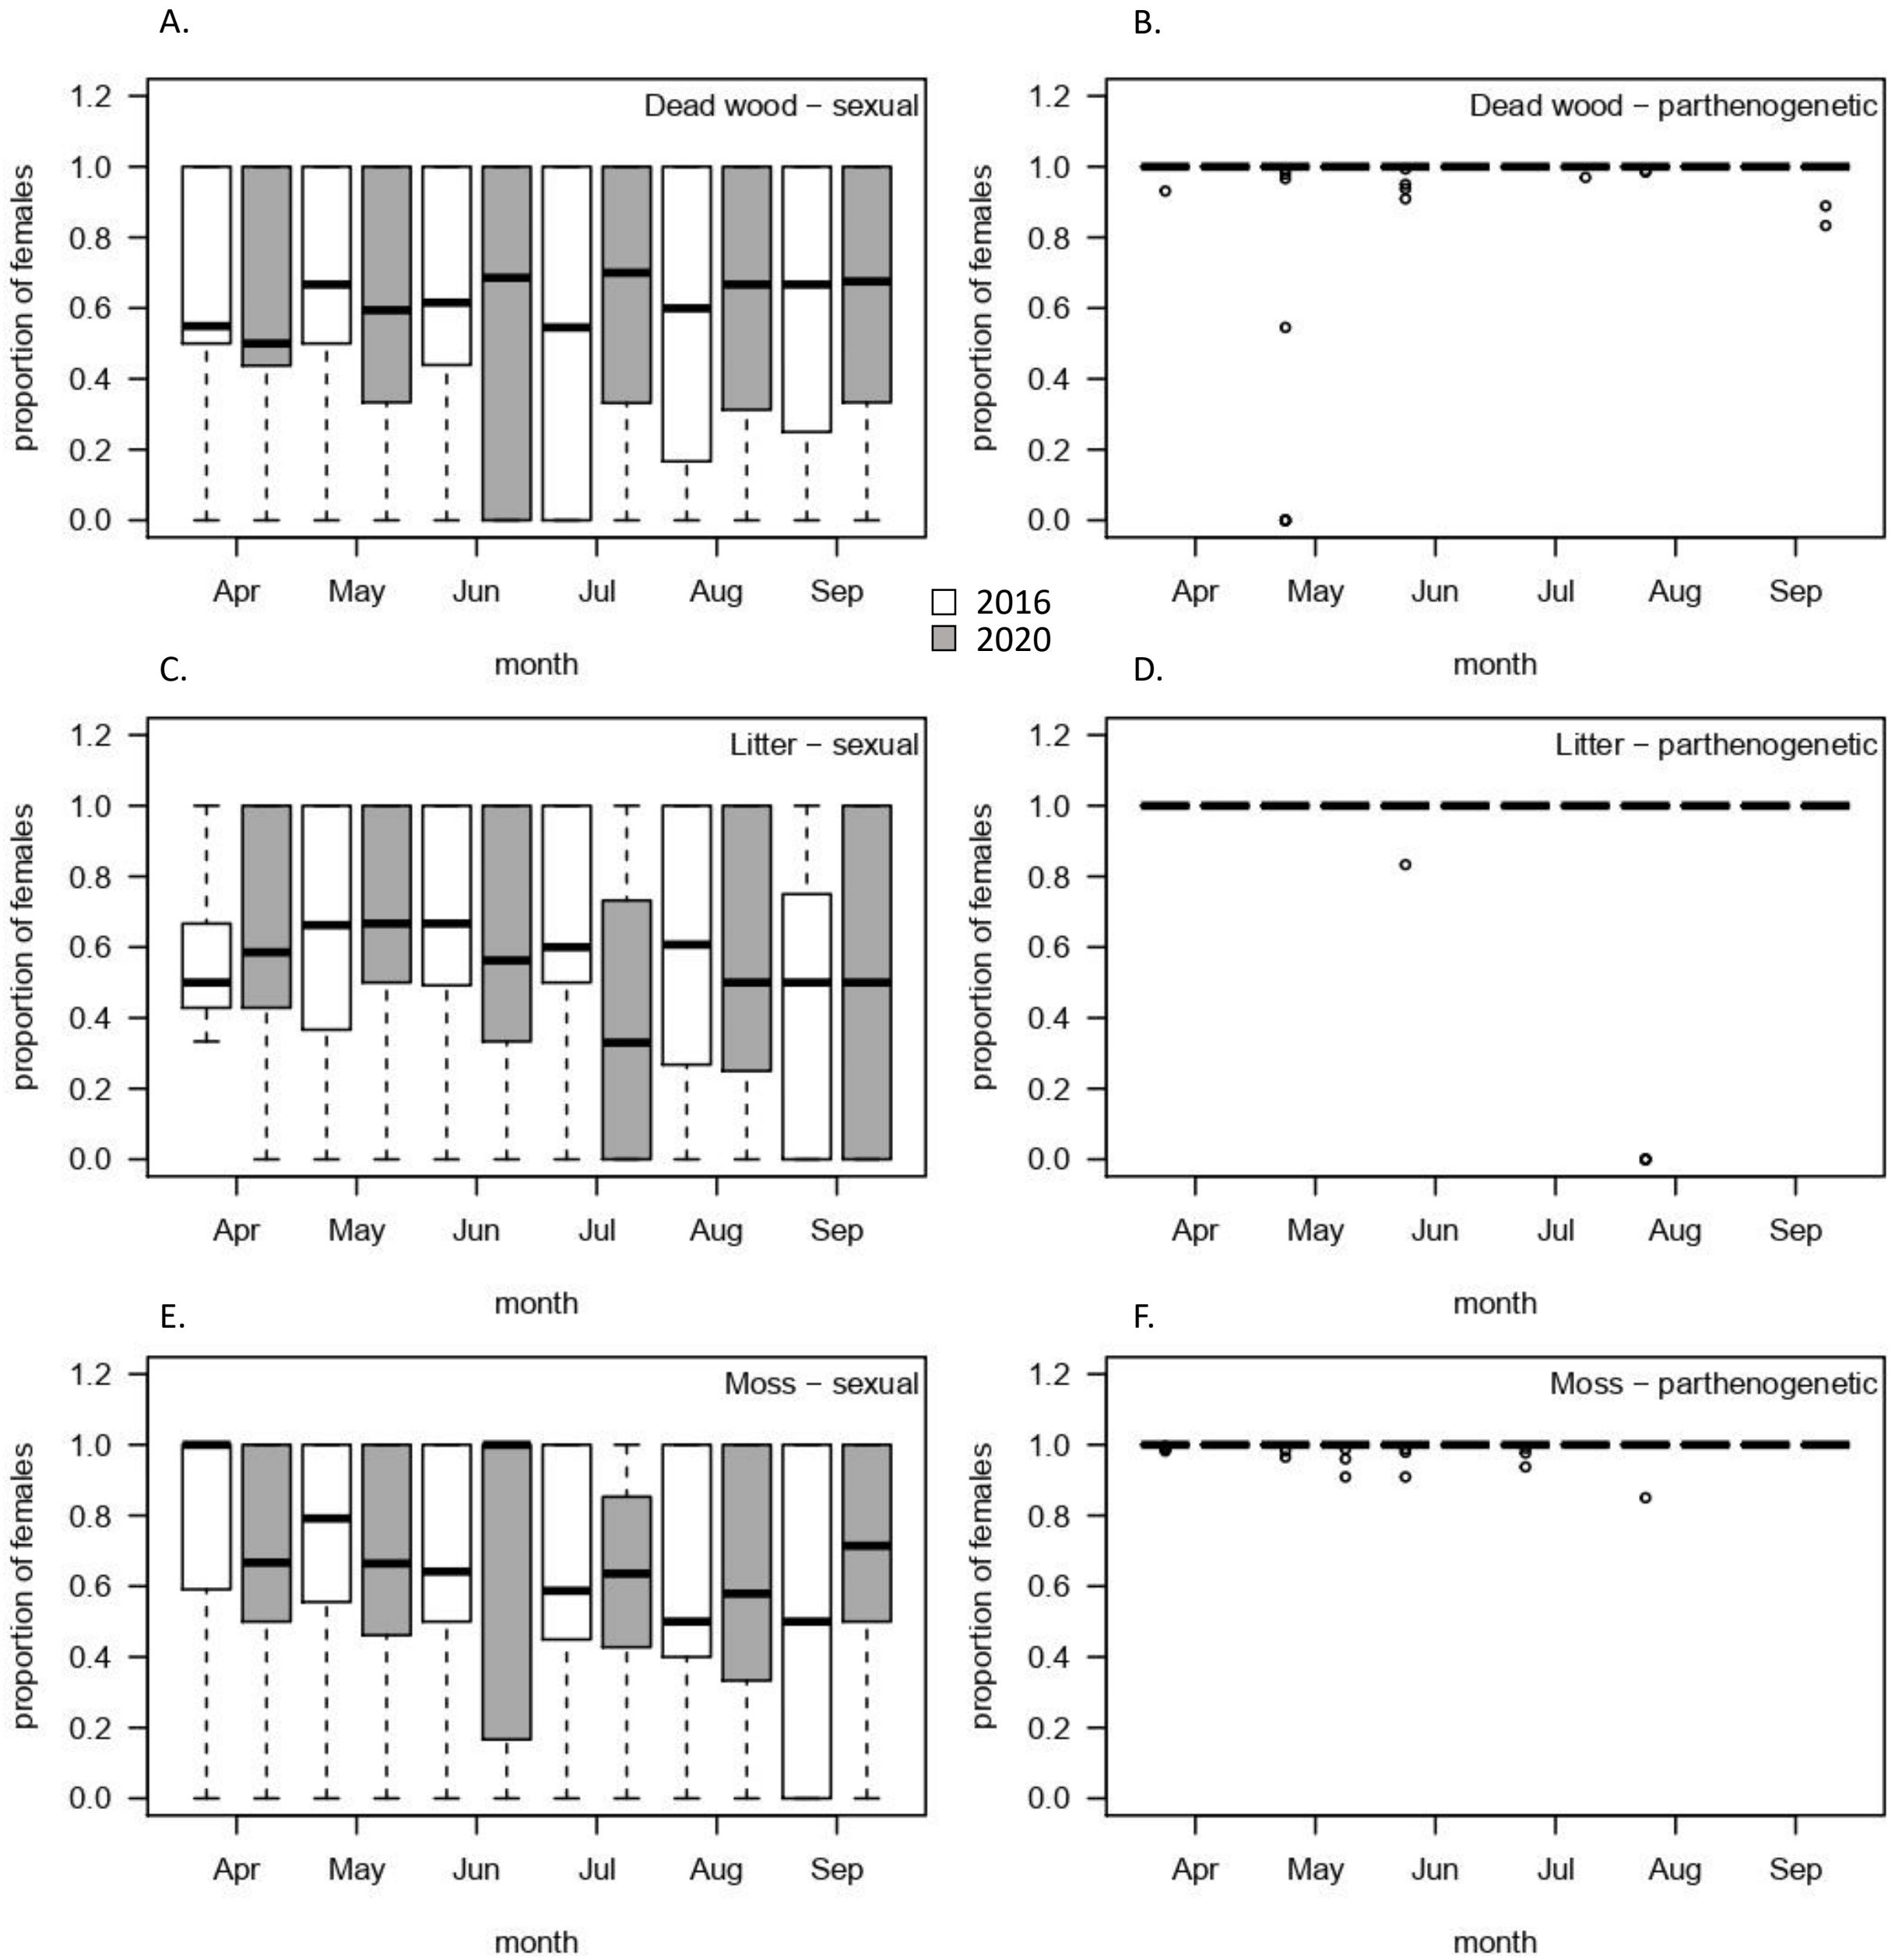 A.
Dead wood – sexual
1.2
1.0
0.8
0.6
0.4
0.2
0.0
proportion of females
Apr May Jun Jul Aug Sep
month
B.
Dead wood – parthenogenetic
1.2
1.0
0.8
0.6
0.4
0.2
0.0
proportion of females
Apr May Jun Jul Aug Sep
month
2016
2020
C.
Litter – sexual
1.2
1.0
0.8
0.6
0.4
0.2
0.0
proportion of females
Apr May Jun Jul Aug Sep
month
D.
Litter – parthenogenetic
1.2
1.0
0.8
0.6
0.4
0.2
0.0
proportion of females
Apr May Jun Jul Aug Sep
month
E.
Moss – sexual
1.2
1.0
0.8
0.6
0.4
0.2
0.0
proportion of females
Apr May Jun Jul Aug Sep
month
F.
Moss – parthenogenetic
1.2
1.0
0.8
0.6
0.4
0.2
0.0
proportion of females
Apr May Jun Jul Aug Sep
month